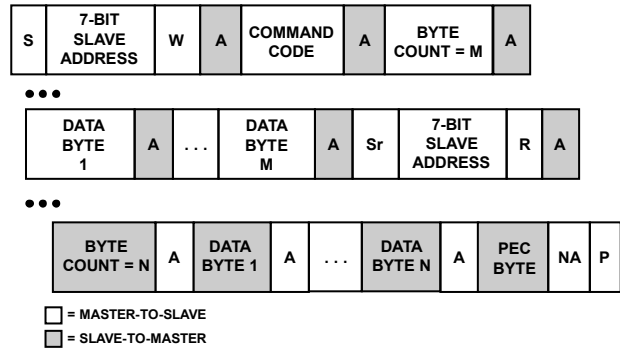 S 7-BIT SLAVE ADDRESS W A COMMAND CODE A BYTE COUNT = M A
•••
DATA BYTE 1 A . . . DATA BYTE M A Sr 7-BIT SLAVE ADDRESS R A
•••
BYTE COUNT = N A DATA BYTE 1 A . . . DATA BYTE N A PEC BYTE NA P
= MASTER-TO-SLAVE
= SLAVE-TO-MASTER